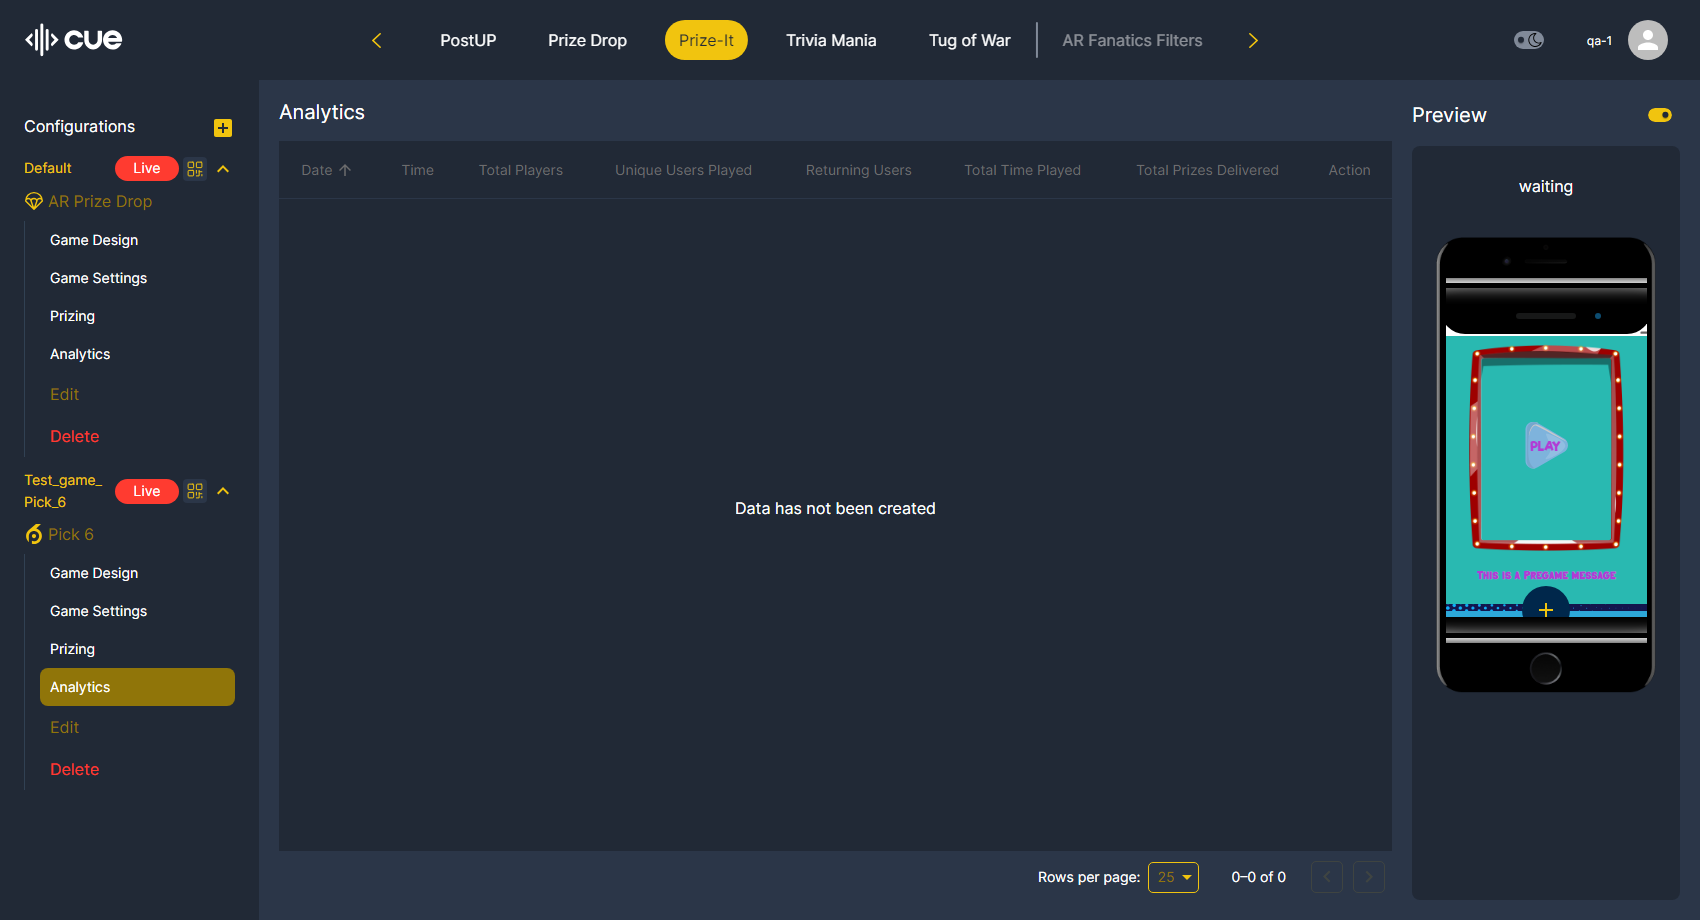 cue
PostUP
Prize Drop
Prize-It
Trivia Mania
Tug of War
AR Fanatics Filters
qa-1
Configurations
Default
Live
AR Prize Drop
Game Design
Game Settings
Prizing
Analytics
Edit
Delete
Test_game_
Pick_6
Live
Pick 6
Game Design
Game Settings
Prizing
Analytics
Edit
Delete
Analytics
Date
Time
Total Players
Unique Users Played
Returning Users
Total Time Played
Total Prizes Delivered
Action
Data has not been created
Rows per page:
25
0–0 of 0
Preview
waiting
PLAY
This is a Pregame message